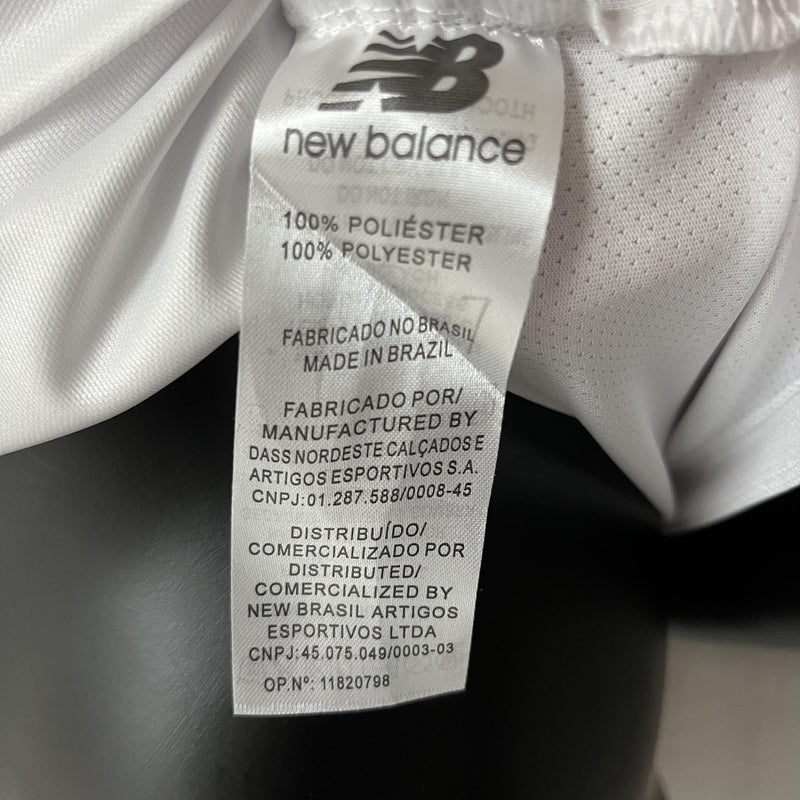 NB
new balance
100% POLIÉSTER
100% POLYESTER
FABRICADO NO BRASIL
MADE IN BRAZIL
FABRICADO POR/
MANUFACTURED BY
DASS NORDESTE CALÇADOS E
ARTIGOS ESPORTIVOS S.A.
CNPJ:01.287.588/0008-45
DISTRIBUÍDO/
COMERCIALIZADO POR
DISTRIBUTED/
COMERCIALIZED BY
NEW BRASIL ARTIGOS
ESPORTIVOS LTDA
CNPJ:45.075.049/0003-03
OP.Nº: 11820798